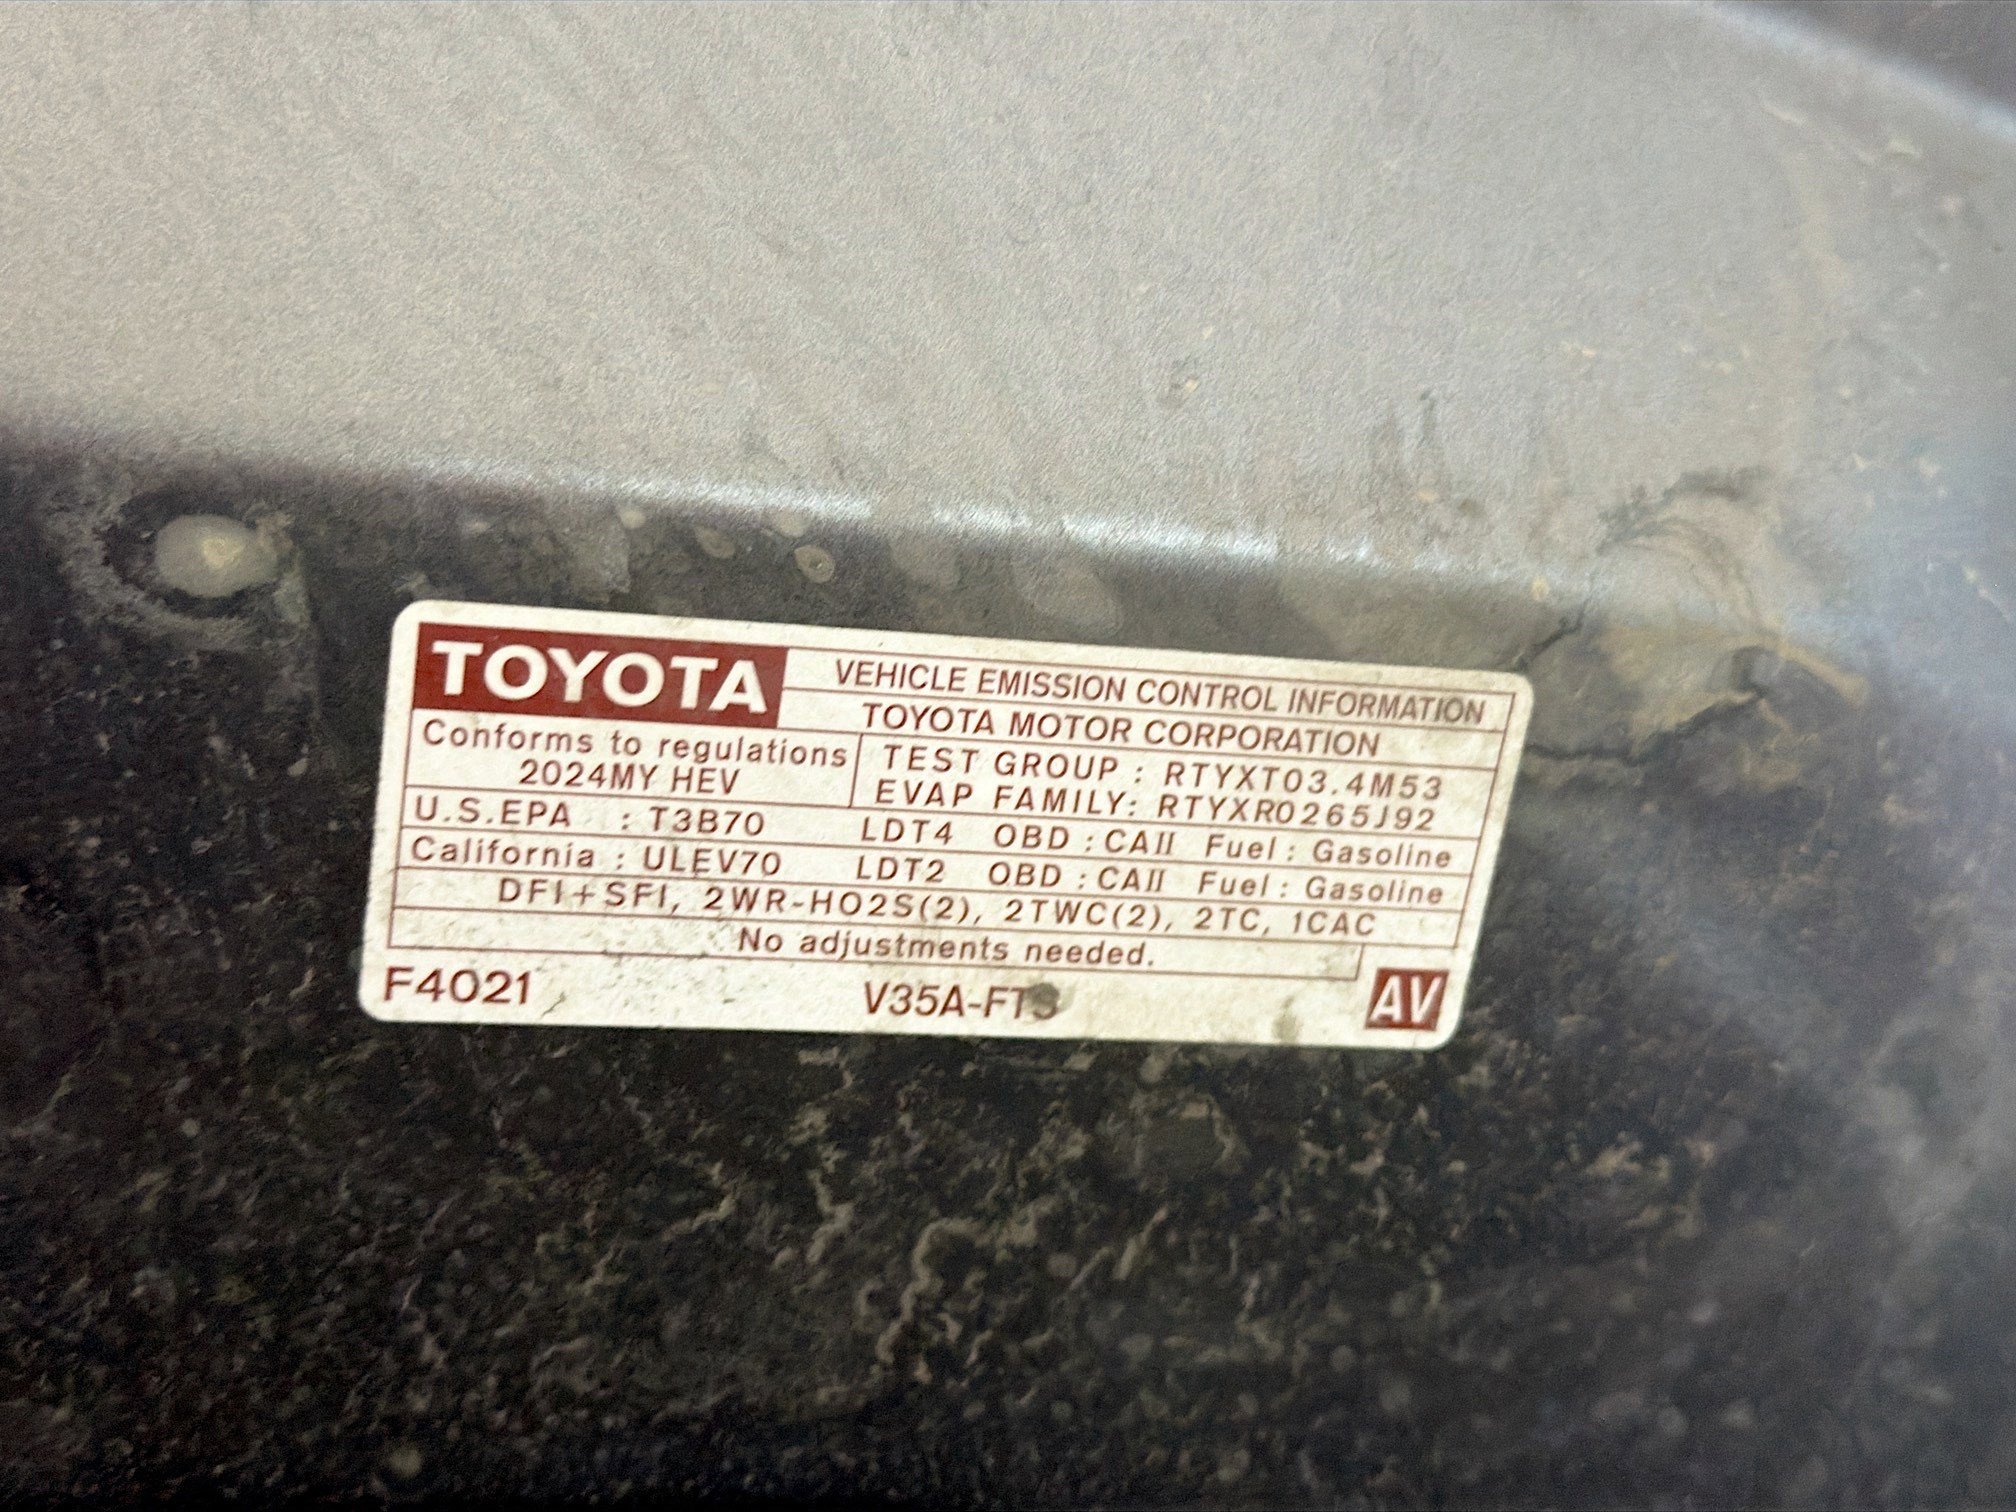 TOYOTA
VEHICLE EMISSION CONTROL INFORMATION
TOYOTA MOTOR CORPORATION
Conforms to regulations
2024MY HEV
TEST GROUP : RTYXT03.4M53
EVAP FAMILY: RTYXR0265J92
U.S.EPA : T3B70 LDT4 OBD : CAII Fuel : Gasoline
California : ULEV70 LDT2 OBD : CAII Fuel : Gasoline
DFI+SFI, 2WR-HO2S(2), 2TWC(2), 2TC, 1CAC
No adjustments needed.
F4021 V35A-FTS AV